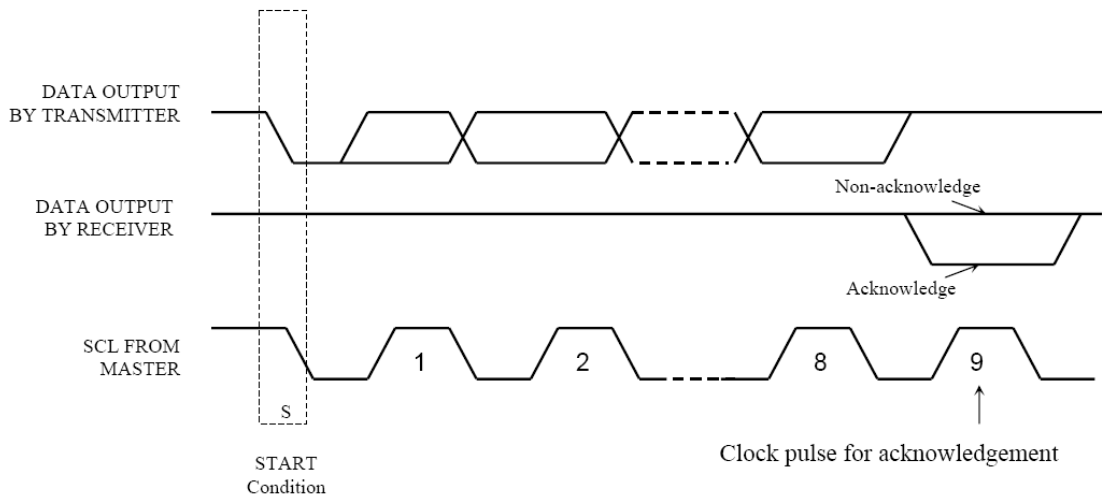 DATA OUTPUT
BY TRANSMITTER
Non-acknowledge
DATA OUTPUT
BY RECEIVER
Acknowledge
SCL FROM
MASTER
1
2
8
9
S
START
Condition
Clock pulse for acknowledgement